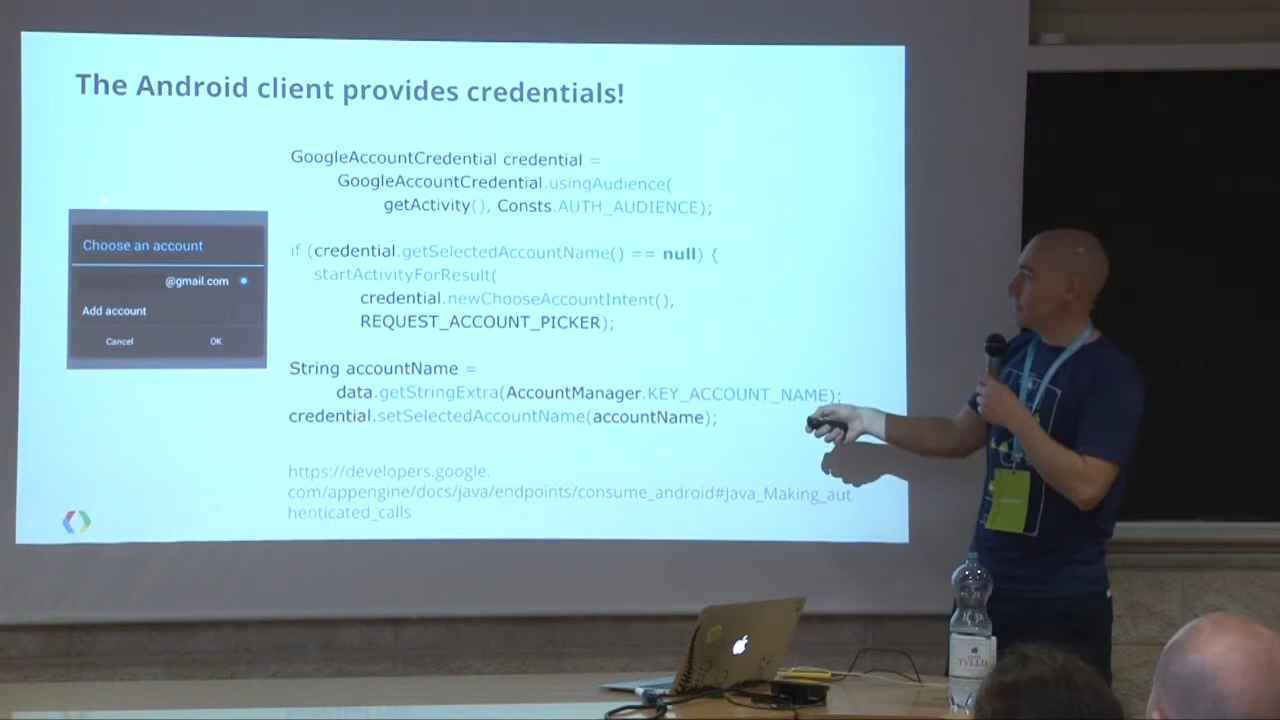 The Android client provides credentials!
GoogleAccountCredential credential =
GoogleAccountCredential.usingAudience(
getActivity(), Consts.AUTH_AUDIENCE);
if (credential.getSelectedAccountName() == null) {
startActivityForResult(
credential.newChooseAccountIntent(),
REQUEST_ACCOUNT_PICKER);
String accountName =
data.getStringExtra(AccountManager.KEY_ACCOUNT_NAME);
credential.setSelectedAccountName(accountName);
https://developers.google.
com/appengine/docs/java/endpoints/consume_android#Java_Making_aut
henticated_calls
Choose an account
@gmail.com
Add account
Cancel OK